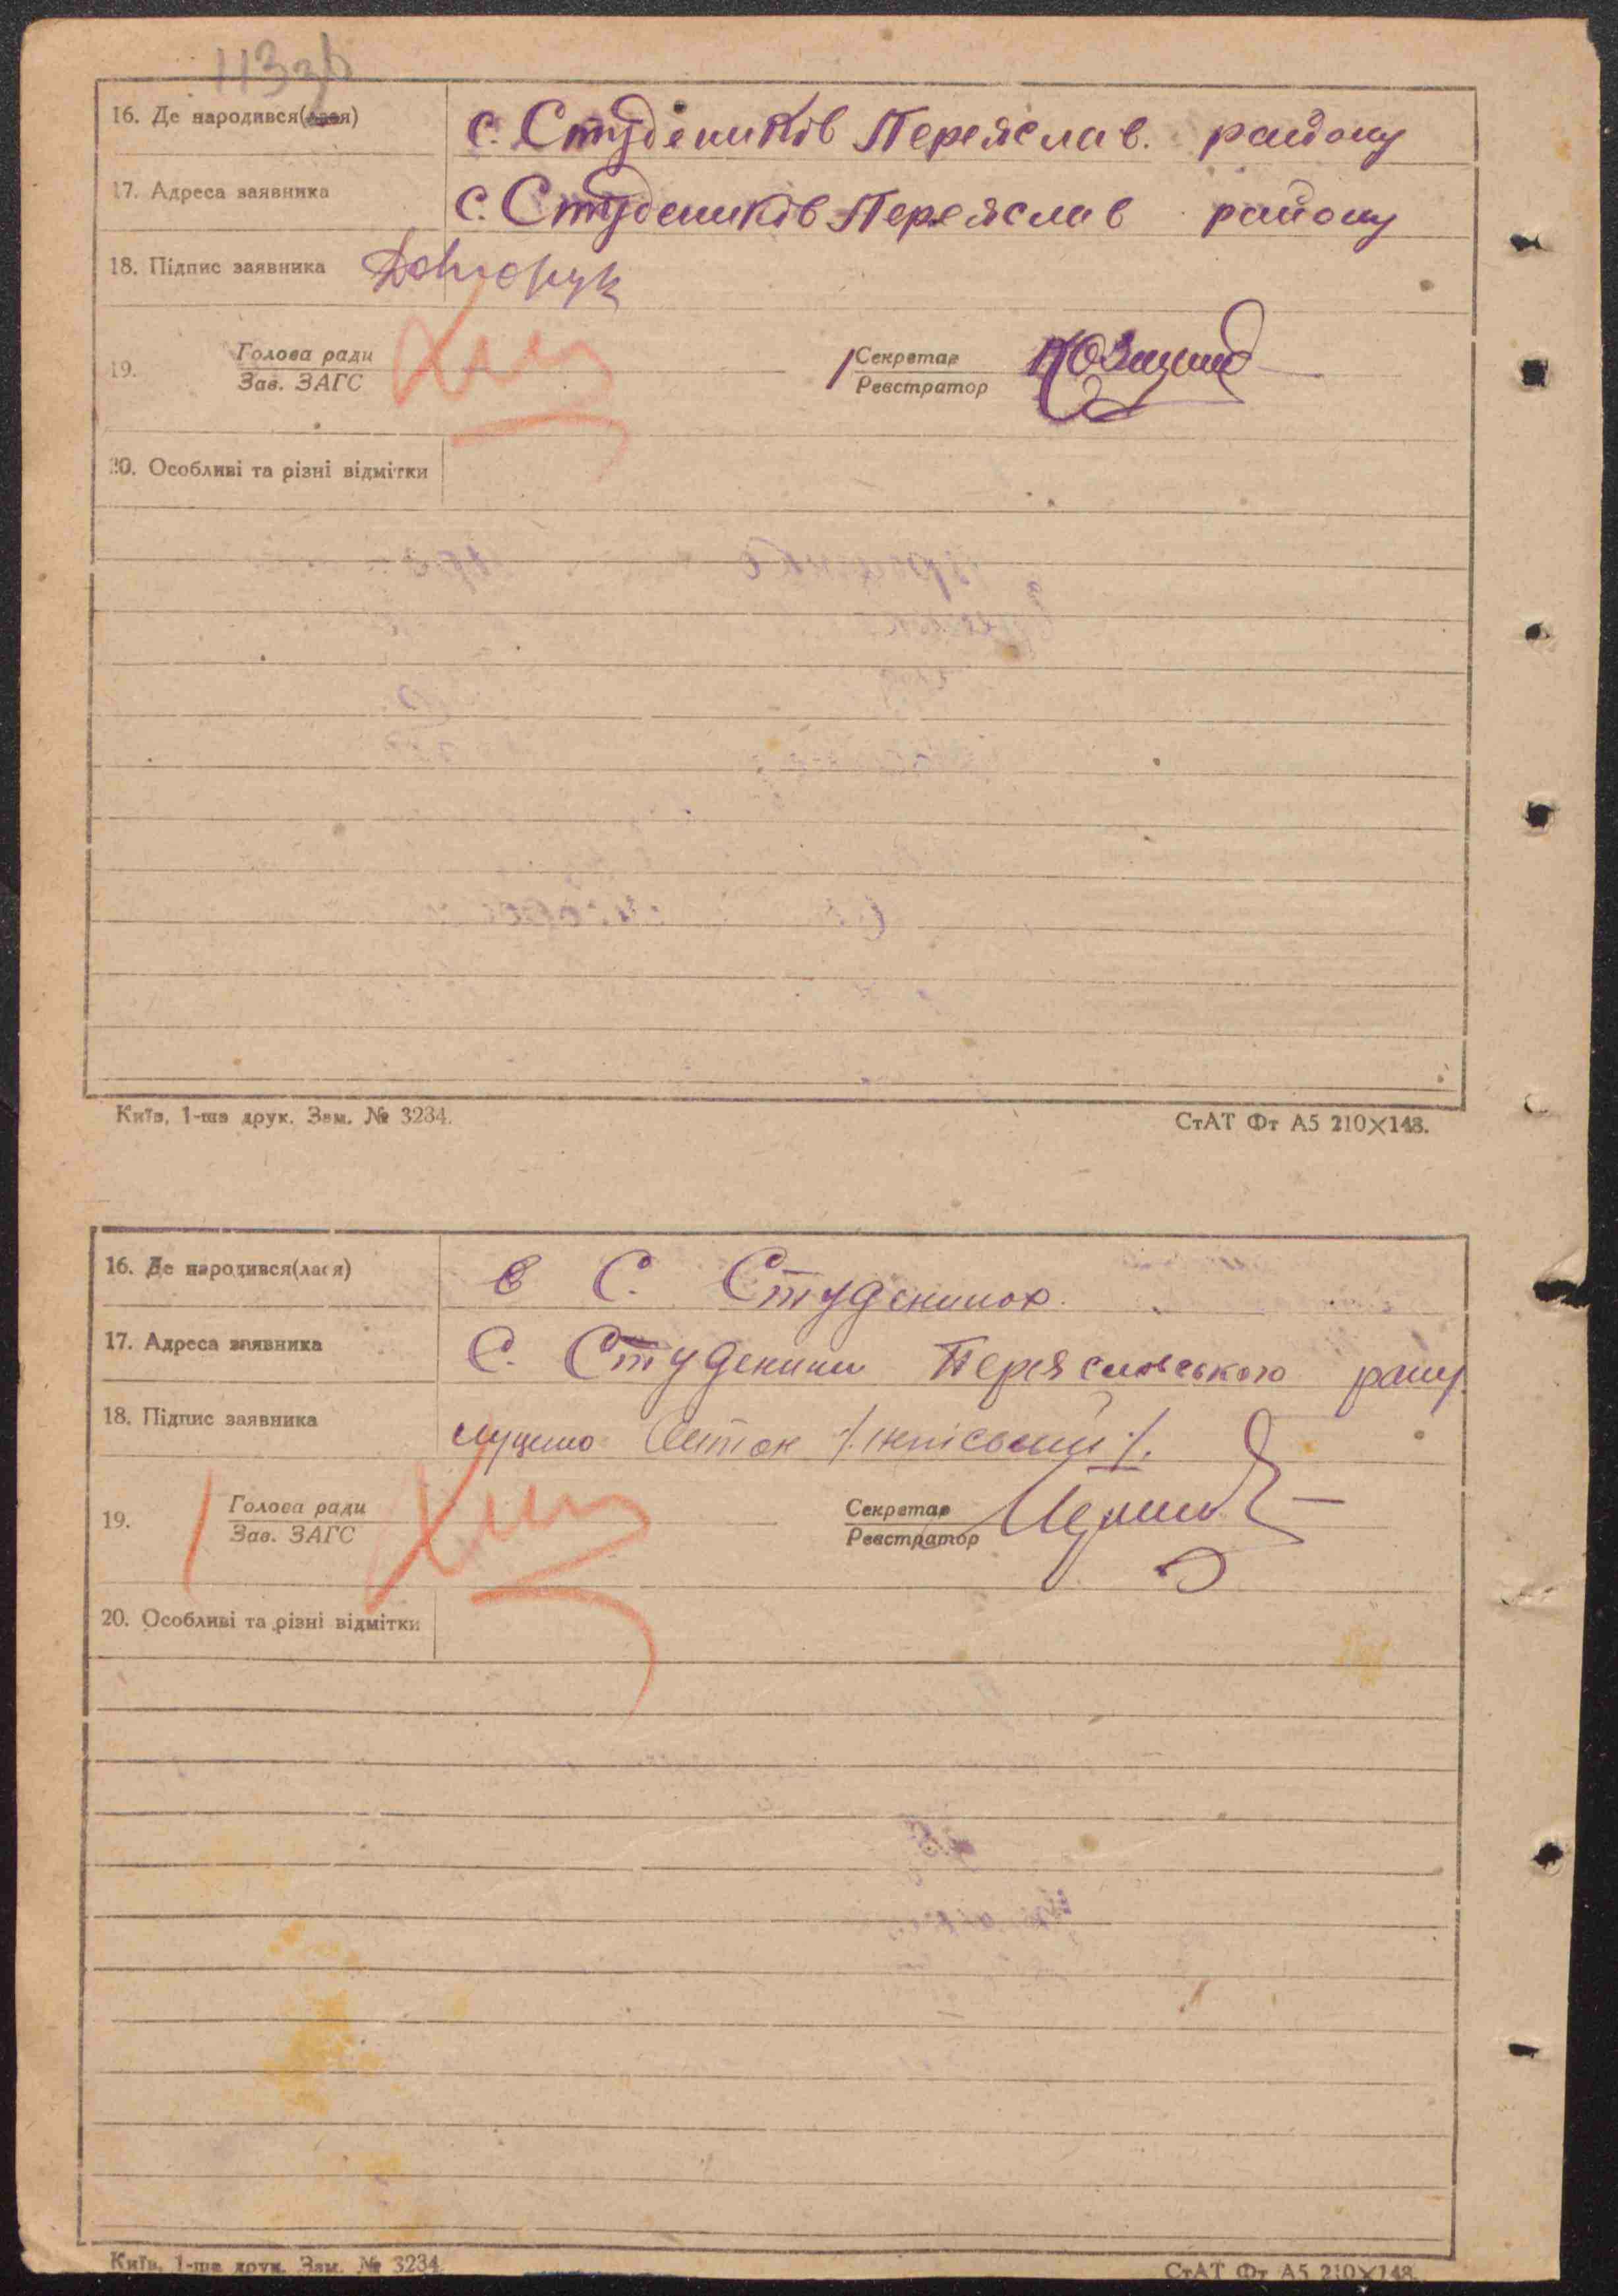 113зв
16. Де народився(лася) с. Студеників Переяслав. району
17. Адреса заявника с. Студеників Переяслав району
18. Підпис заявника
19. Голова ради Секретар
Зав. ЗАГС Реєстратор
20. Особливі та різні відмітки
Київ, 1-ша друк. Зам. № 3234. СтАТ Фт А5 210×148.
16. Де народився(лася) в С. Студениках.
17. Адреса заявника С. Студеники Переяславського
18. Підпис заявника
19. Голова ради Секретар
Зав. ЗАГС Реєстратор
20. Особливі та різні відмітки
Київ, 1-ша друк. Зам. № 3234. СтАТ Фт А5 210×148.